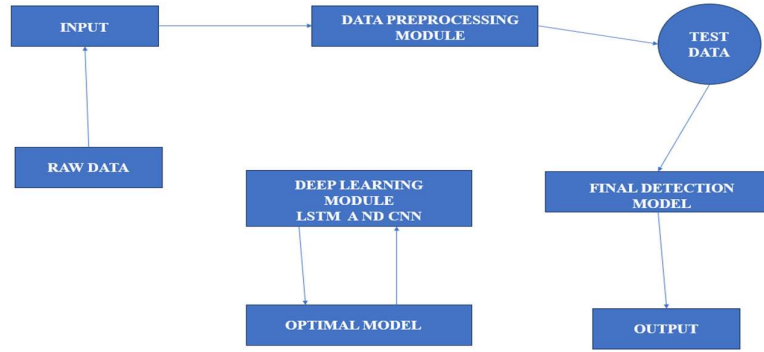 INPUT
DATA PREPROCESSING
MODULE
TEST
DATA
RAW DATA
DEEP LEARNING
MODULE
LSTM A ND CNN
FINAL DETECTION
MODEL
OPTIMAL MODEL
OUTPUT